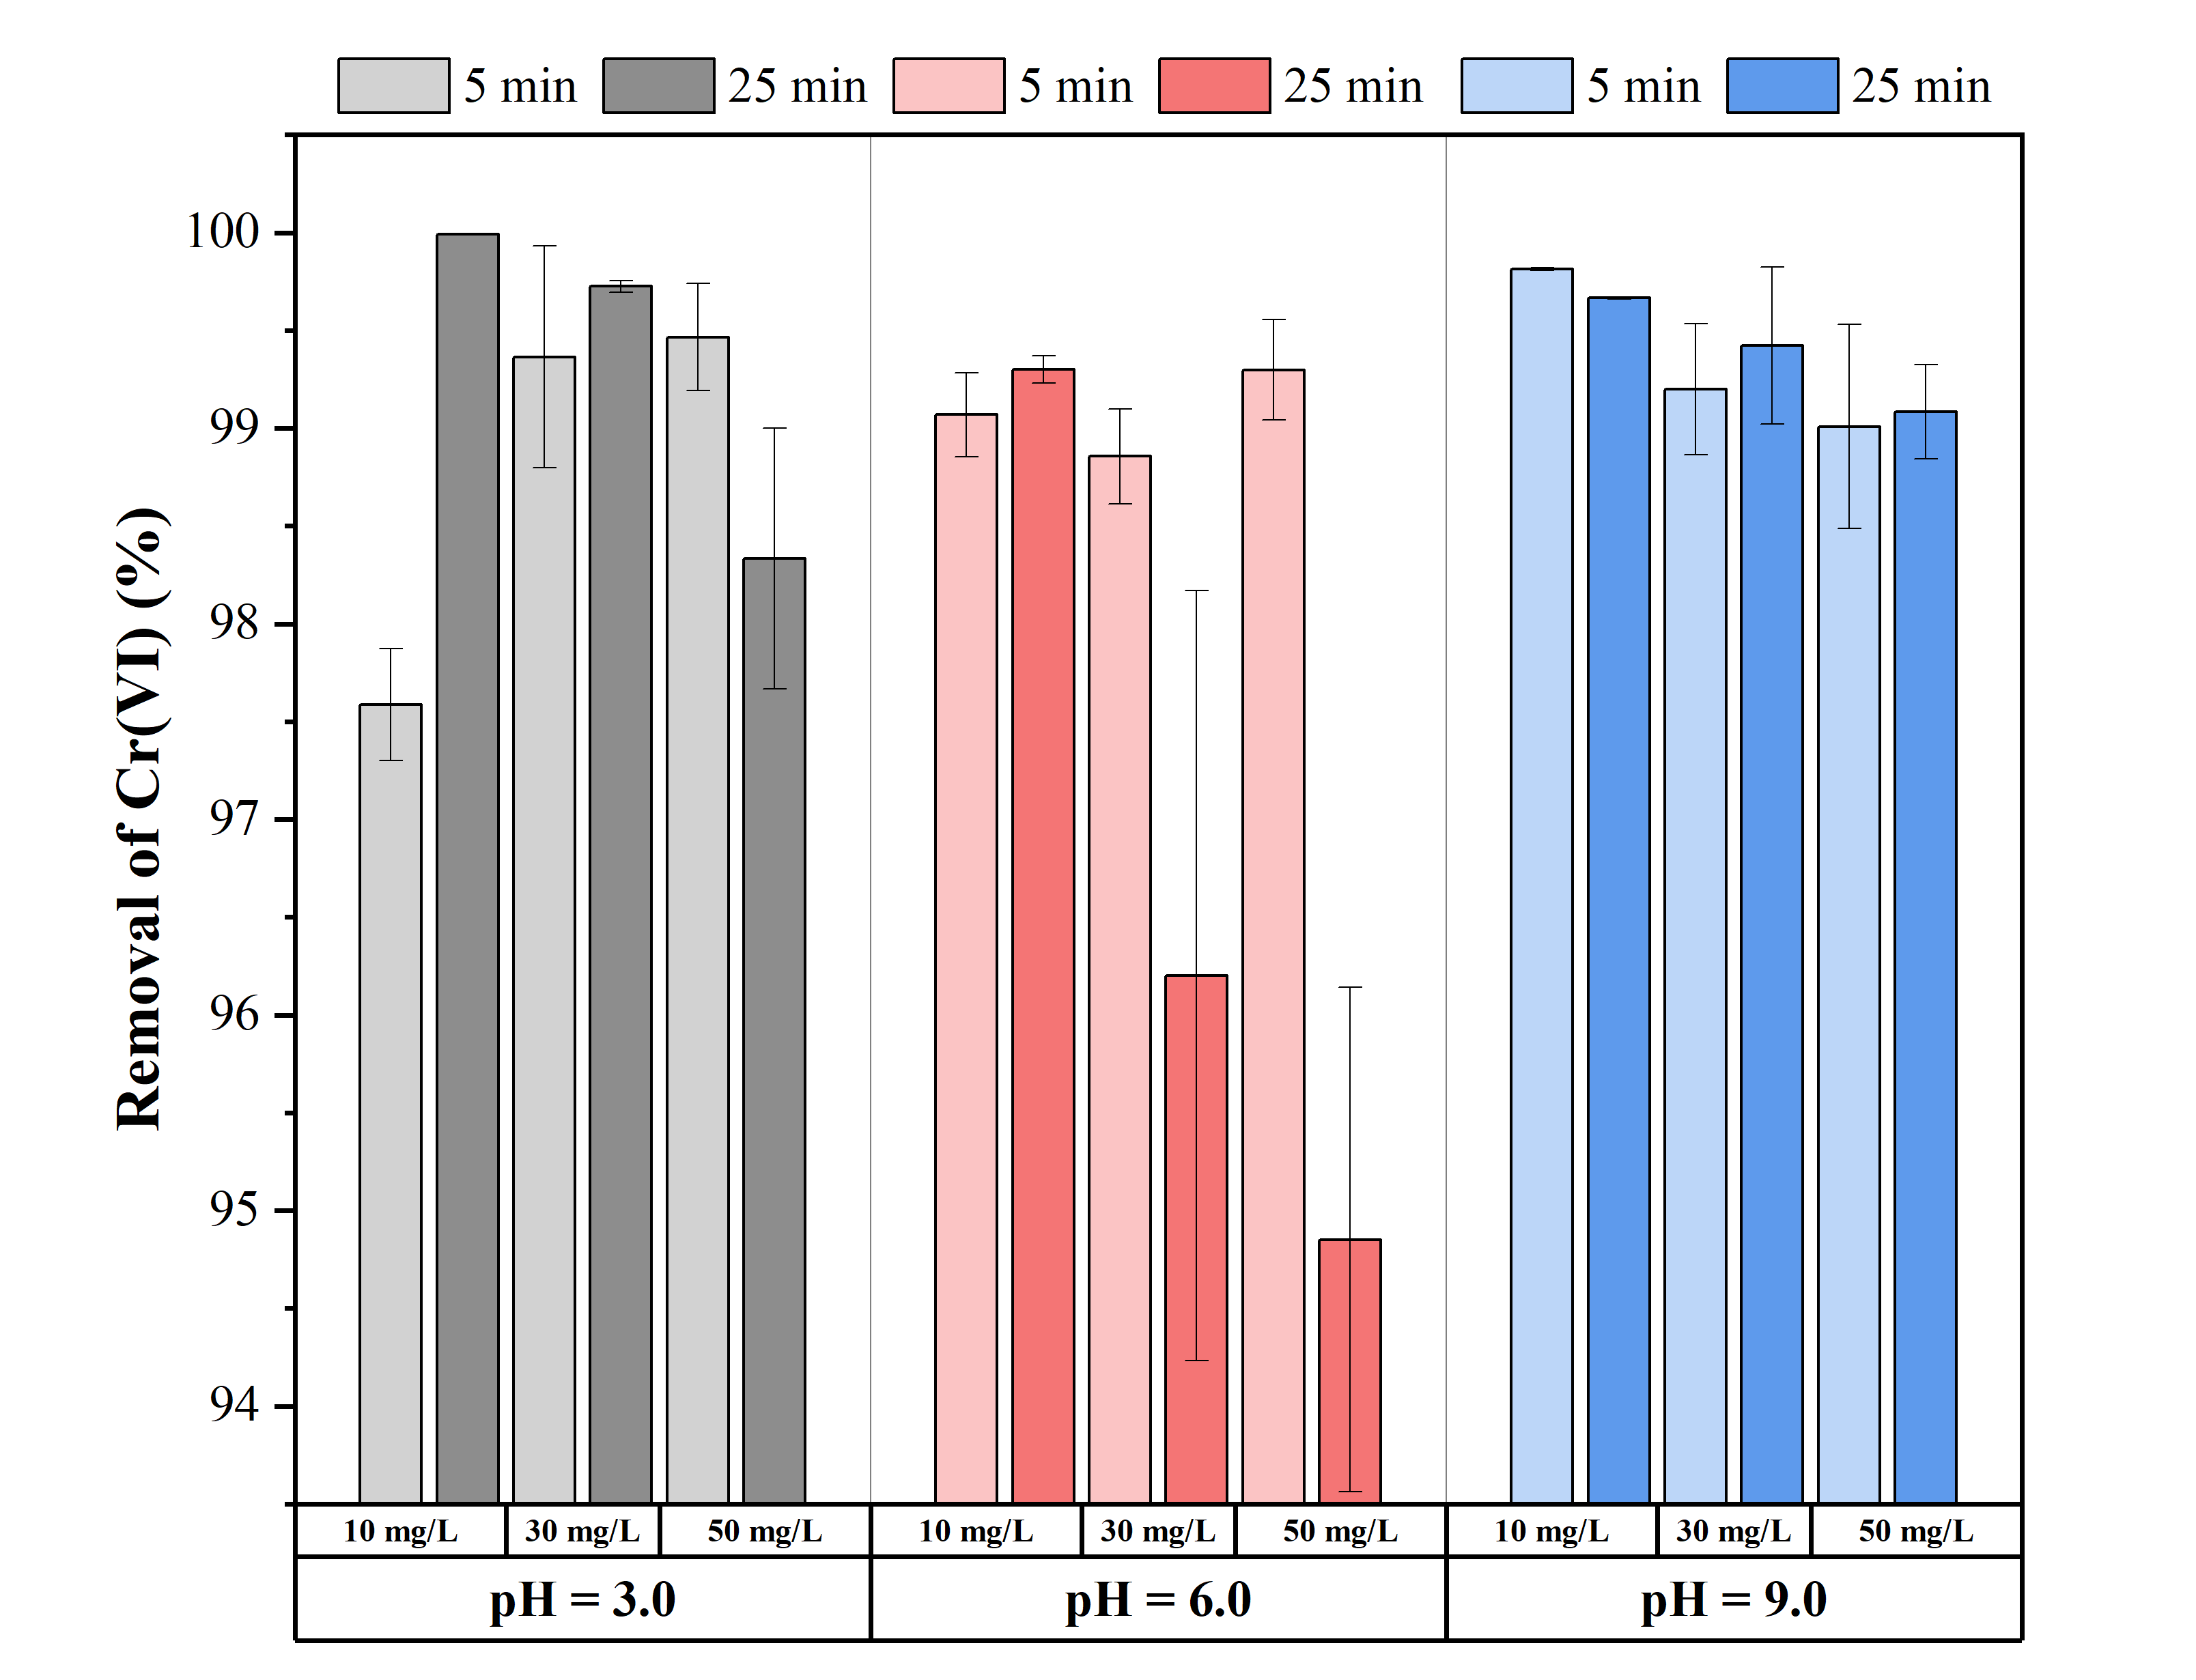 5 min 25 min 5 min 25 min 5 min 25 min
Removal of Cr(VI) (%)
100
99
98
97
96
95
94
10 mg/L 30 mg/L 50 mg/L 10 mg/L 30 mg/L 50 mg/L 10 mg/L 30 mg/L 50 mg/L
pH = 3.0 pH = 6.0 pH = 9.0